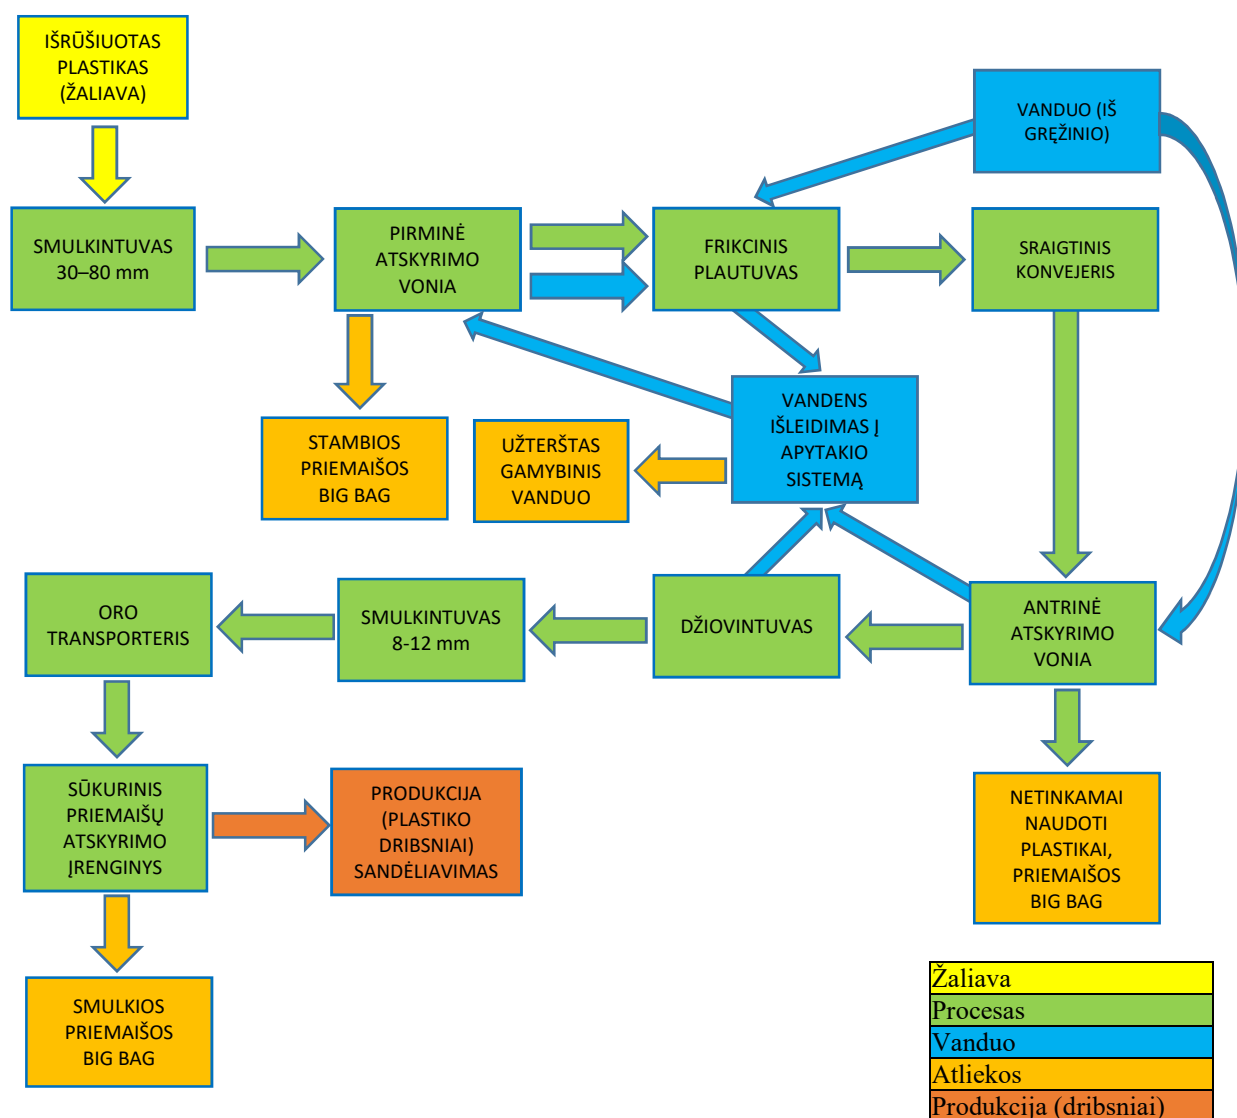 IŠRŪŠIUOTAS
PLASTIKAS
(ŽALIAVA)
VANDUO (IŠ
GRĘŽINIO)
SMULKINTUVAS
30–80 mm
PIRMINĖ
ATSKYRIMO
VONIA
FRIKCINIS
PLAUTUVAS
SRAIGTINIS
KONVEJERIS
STAMBIOS
PRIEMAIŠOS
BIG BAG
UŽTERŠTAS
GAMYBINIS
VANDUO
VANDENS
IŠLEIDIMAS Į
APYTAKIO
SISTEMĄ
ORO
TRANSPORTERIS
SMULKINTUVAS
8-12 mm
DŽIOVINTUVAS
ANTRINĖ
ATSKYRIMO
VONIA
SŪKURINIS
PRIEMAIŠŲ
ATSKYRIMO
ĮRENGINYS
PRODUKCIJA
(PLASTIKO
DRIBSNIAI)
SANDĖLIAVIMAS
NETINKAMAI
NAUDOTI
PLASTIKAI,
PRIEMAIŠOS
BIG BAG
SMULKIOS
PRIEMAIŠOS
BIG BAG
Žaliava
Procesas
Vanduo
Atliekos
Produkcija (dribsniai)